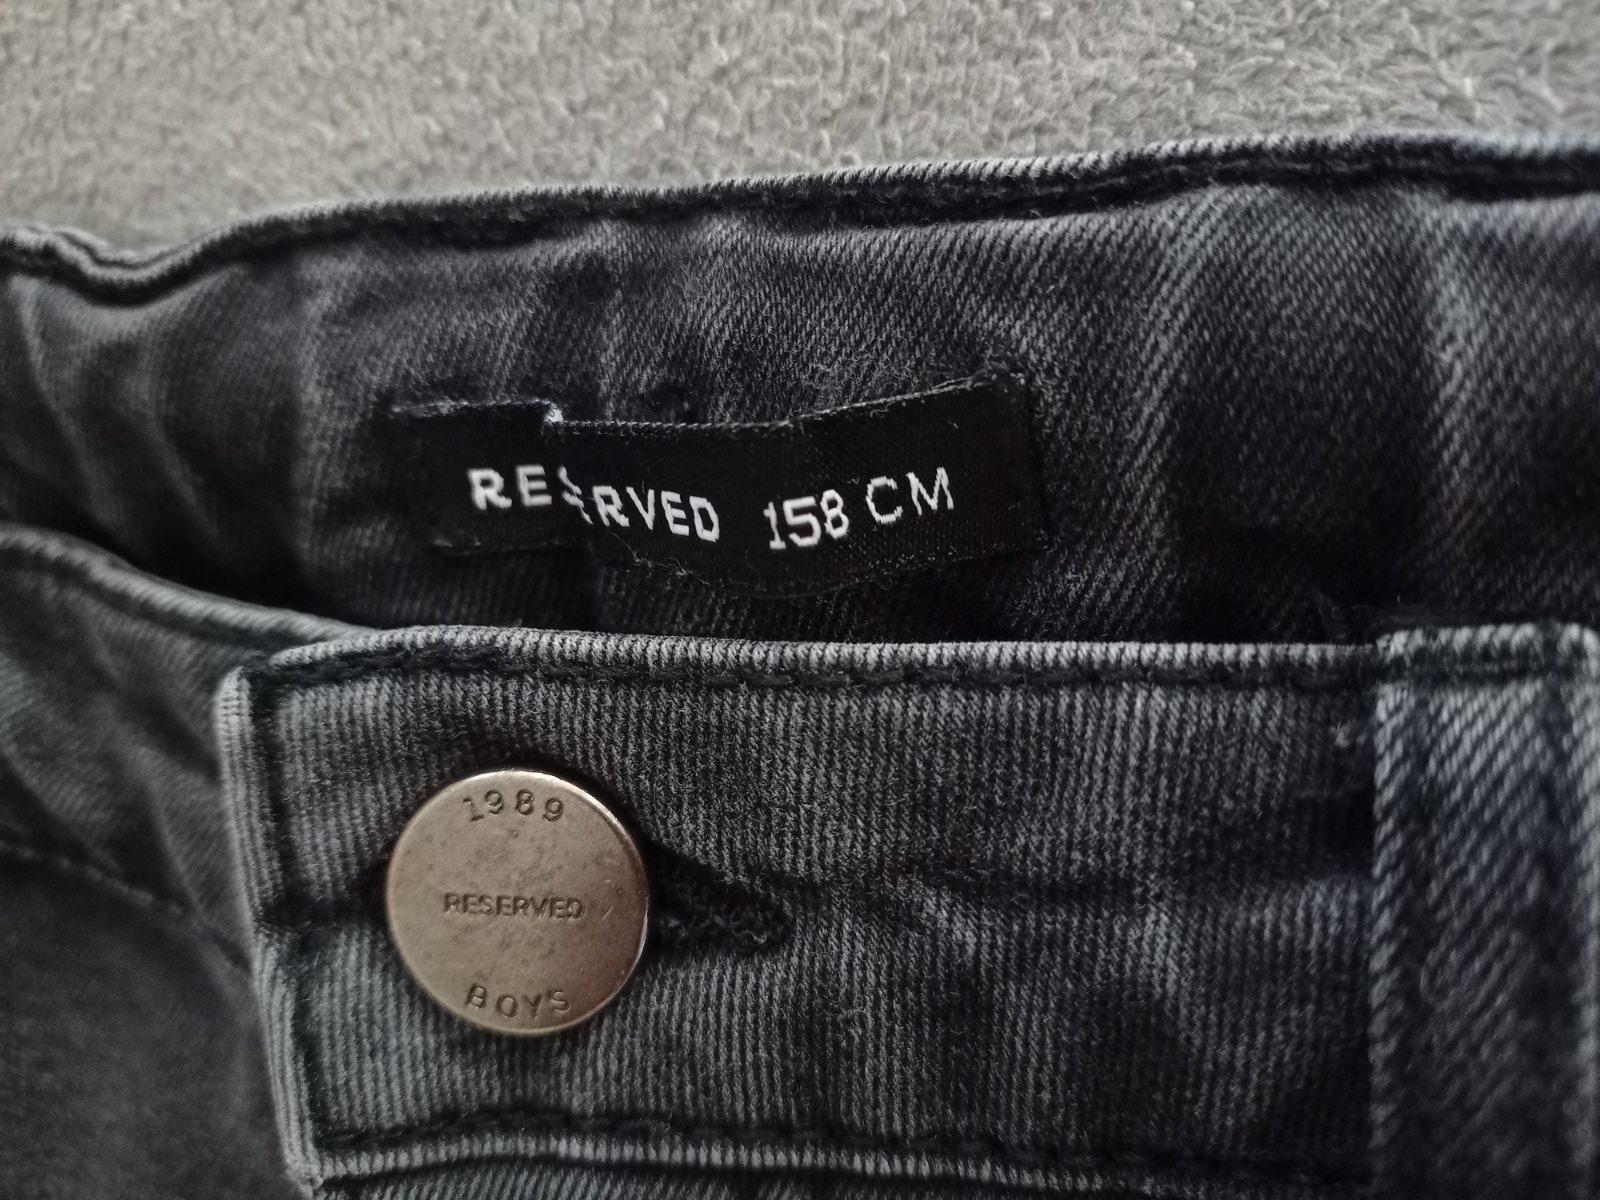 RESERVED 158 CM
1989
RESERVED
BOYS